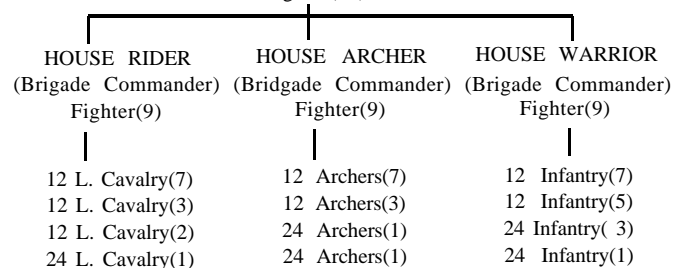 HOUSE RIDER
(Brigade Commander)
Fighter(9)
12 L. Cavalry(7)
12 L. Cavalry(3)
12 L. Cavalry(2)
24 L. Cavalry(1)
HOUSE ARCHER
(Bridgade Commander)
Fighter(9)
12 Archers(7)
12 Archers(3)
24 Archers(1)
24 Archers(1)
HOUSE WARRIOR
(Brigade Commander)
Fighter(9)
12 Infantry(7)
12 Infantry(5)
24 Infantry( 3)
24 Infantry(1)